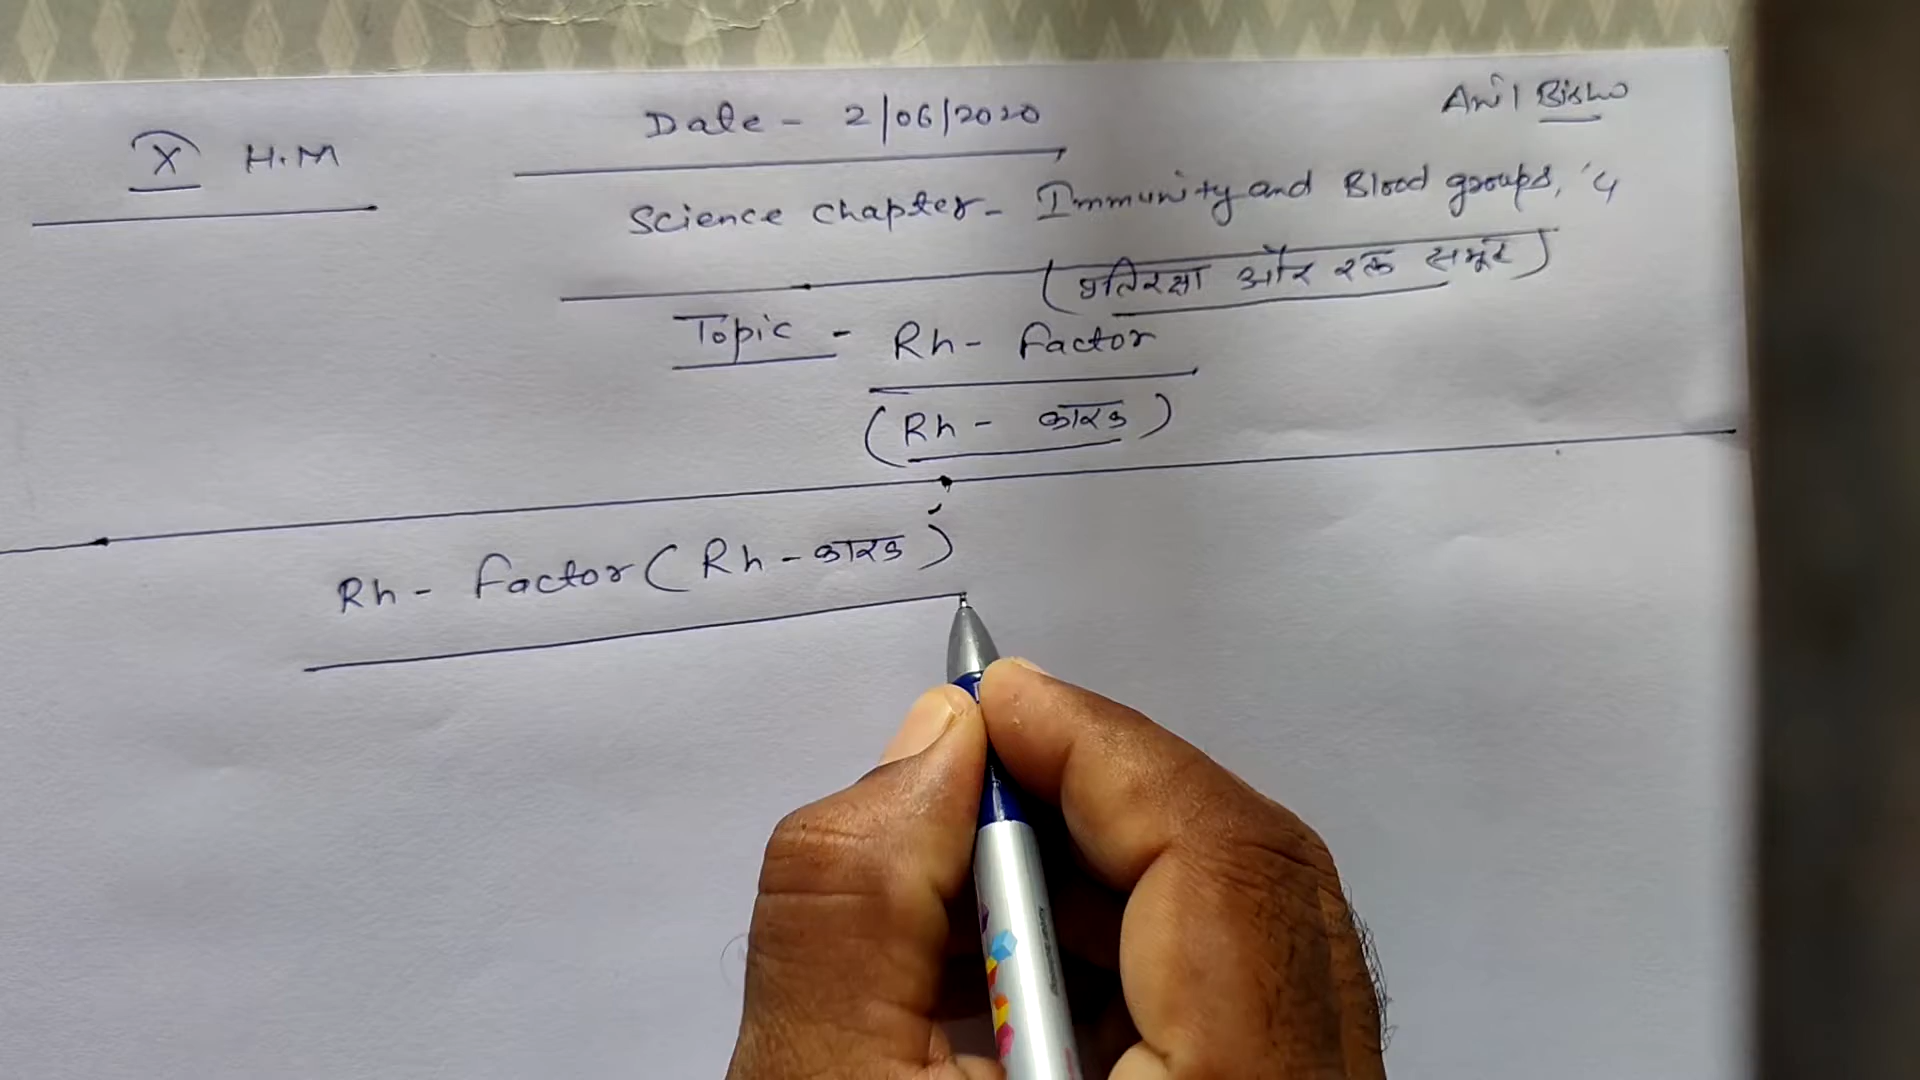 X H.M
Date - 2/06/2020
Anil Bisho
Science chapter - Immunity and Blood groups, '4
(प्रतिरक्षा और रक्त समूह)
Topic - Rh - factor
(Rh - कारक)
Rh - factor (Rh - कारक)